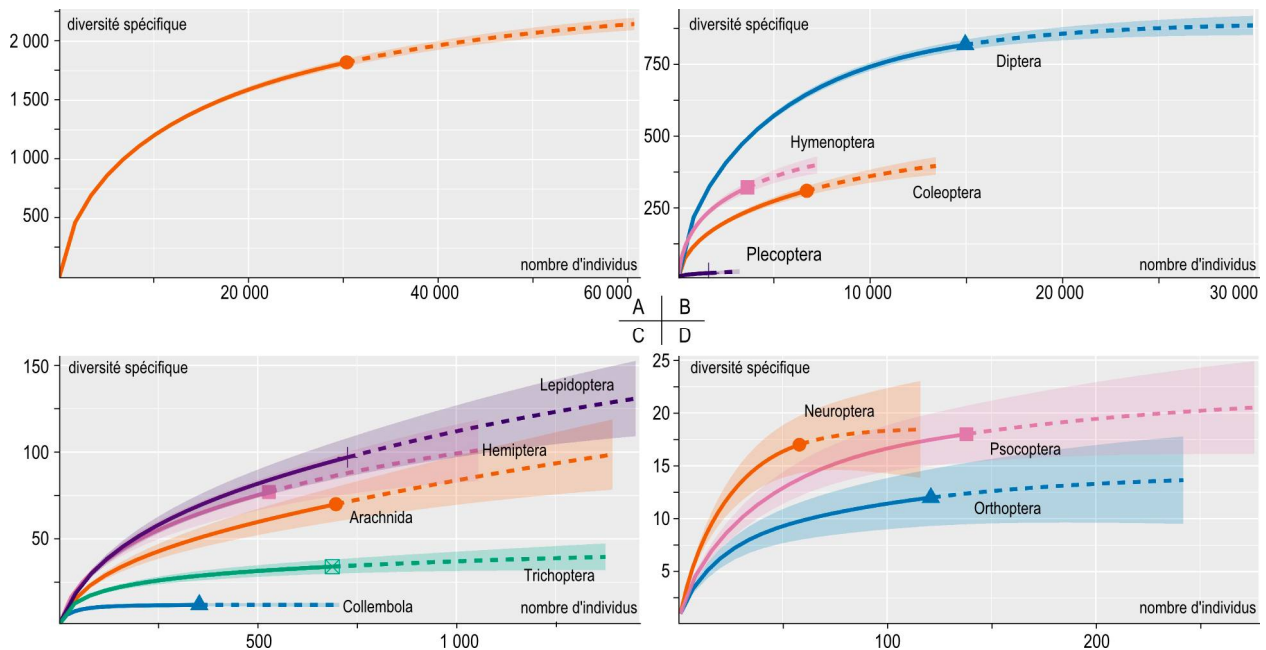 diversité spécifique
2 000
1 500
1 000
500
nombre d'individus
20 000
40 000
60 000
diversité spécifique
750
500
250
Diptera
Hymenoptera
Coleoptera
Plecoptera
nombre d'individus
10 000
20 000
30 000
A B
C D
diversité spécifique
150
100
50
Lepidoptera
Hemiptera
Arachnida
Trichoptera
Collembola
nombre d'individus
500
1 000
diversité spécifique
25
20
15
10
5
Neuroptera
Psocoptera
Orthoptera
nombre d'individus
100
200